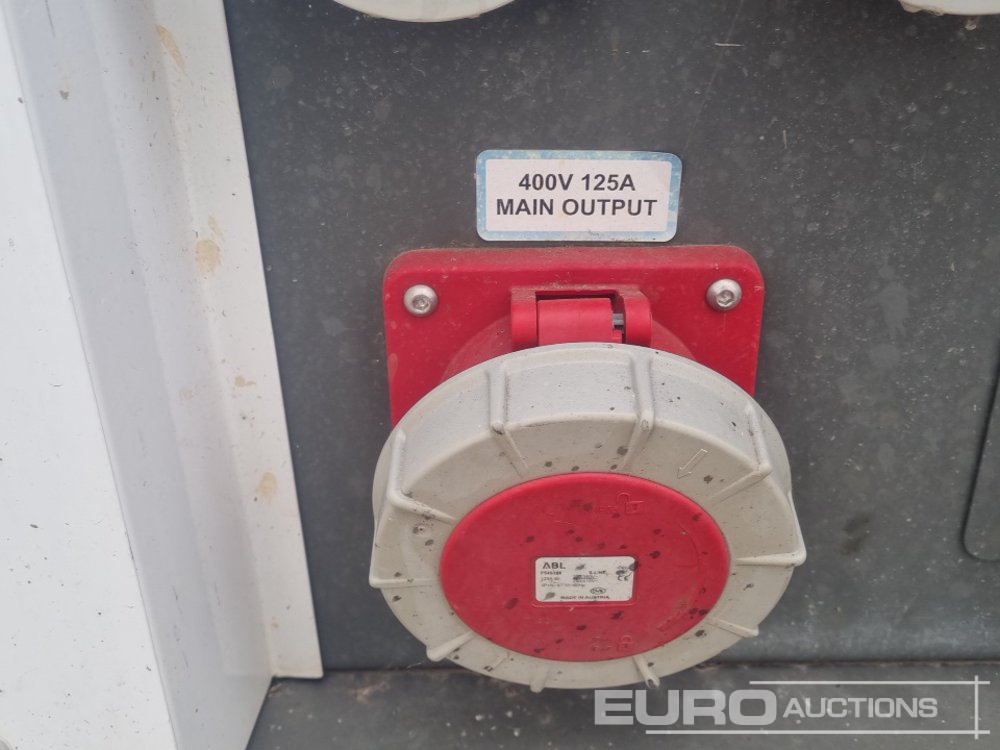 400V 125A
MAIN OUTPUT
ABL
MADE IN AUSTRIA
EURO AUCTIONS